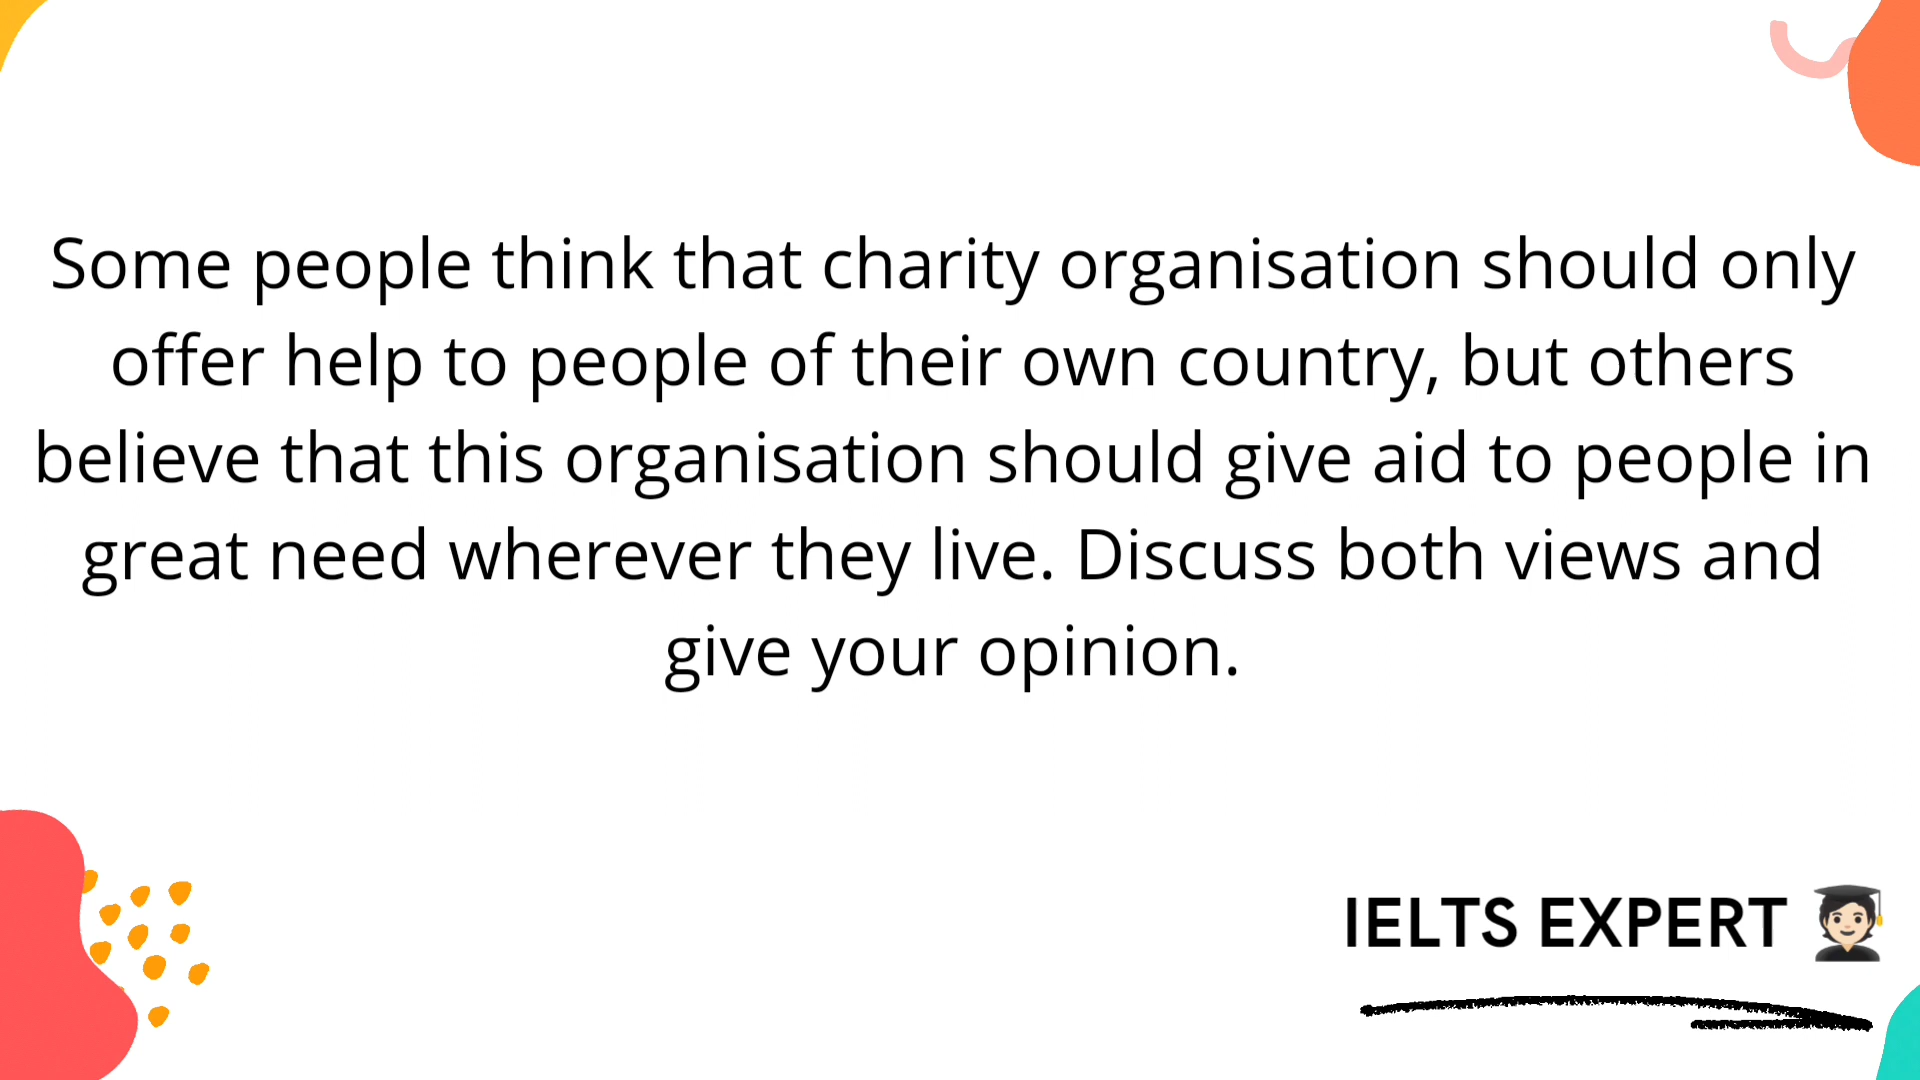 Some people think that charity organisation should only
offer help to people of their own country, but others
believe that this organisation should give aid to people in
great need wherever they live. Discuss both views and
give your opinion.
IELTS EXPERT